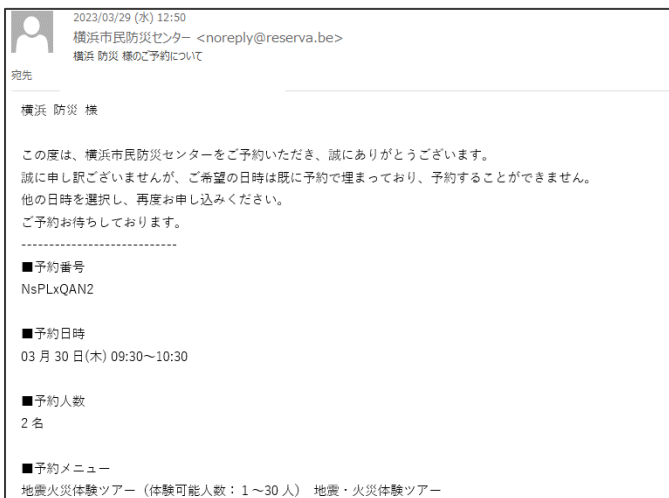 2023/03/29 (水) 12:50
横浜市民防災センター <noreply@reserva.be>
横浜 防災 様のご予約について
宛先
横浜 防災 様
この度は、横浜市民防災センターをご予約いただき、誠にありがとうございます。
誠に申し訳ございませんが、ご希望の日時は既に予約で埋まっており、予約することができません。
他の日時を選択し、再度お申し込みください。
ご予約お待ちしております。
----------------------------
■予約番号
NsPLxQAN2
■予約日時
03 月 30 日(木) 09:30～10:30
■予約人数
2 名
■予約メニュー
地震火災体験ツアー（体験可能人数：１～30 人） 地震・火災体験ツアー